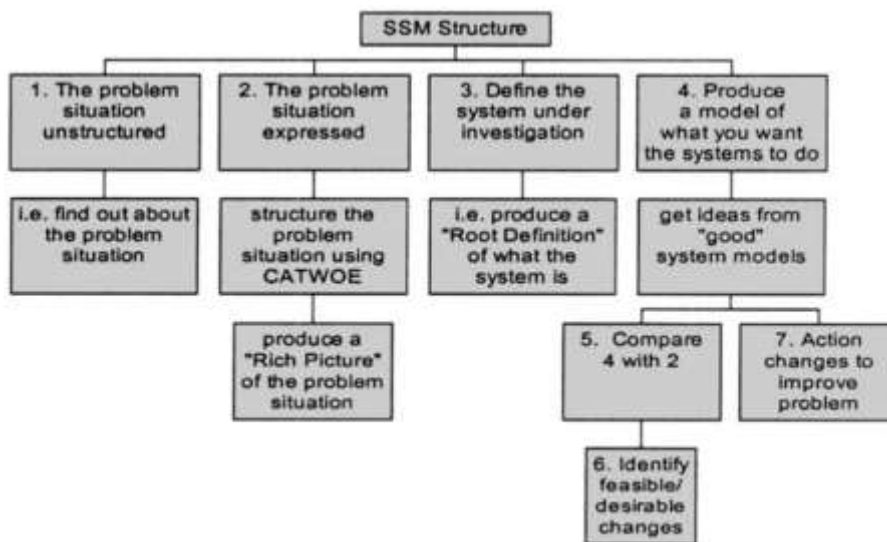 SSM Structure
1. The problem
situation
unstructured
2. The problem
situation
expressed
3. Define the
system under
investigation
4. Produce
a model of
what you want
the systems to do
i.e. find out about
the problem
situation
structure the
problem
situation using
CATWOE
i.e. produce a
"Root Definition"
of what the
system is
get ideas from
"good"
system models
produce a
"Rich Picture"
of the problem
situation
5. Compare
4 with 2
7. Action
changes to
improve
problem
6. Identify
feasible/
desirable
changes